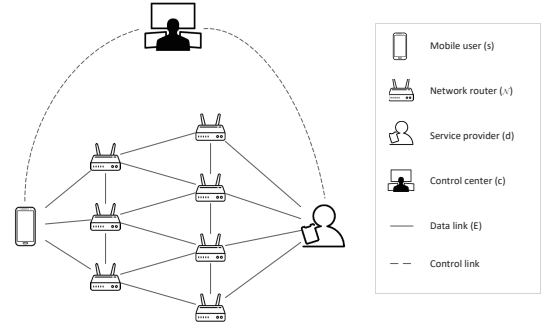 Mobile user (s)
Network router (𝒩)
Service provider (d)
Control center (c)
Data link (E)
Control link